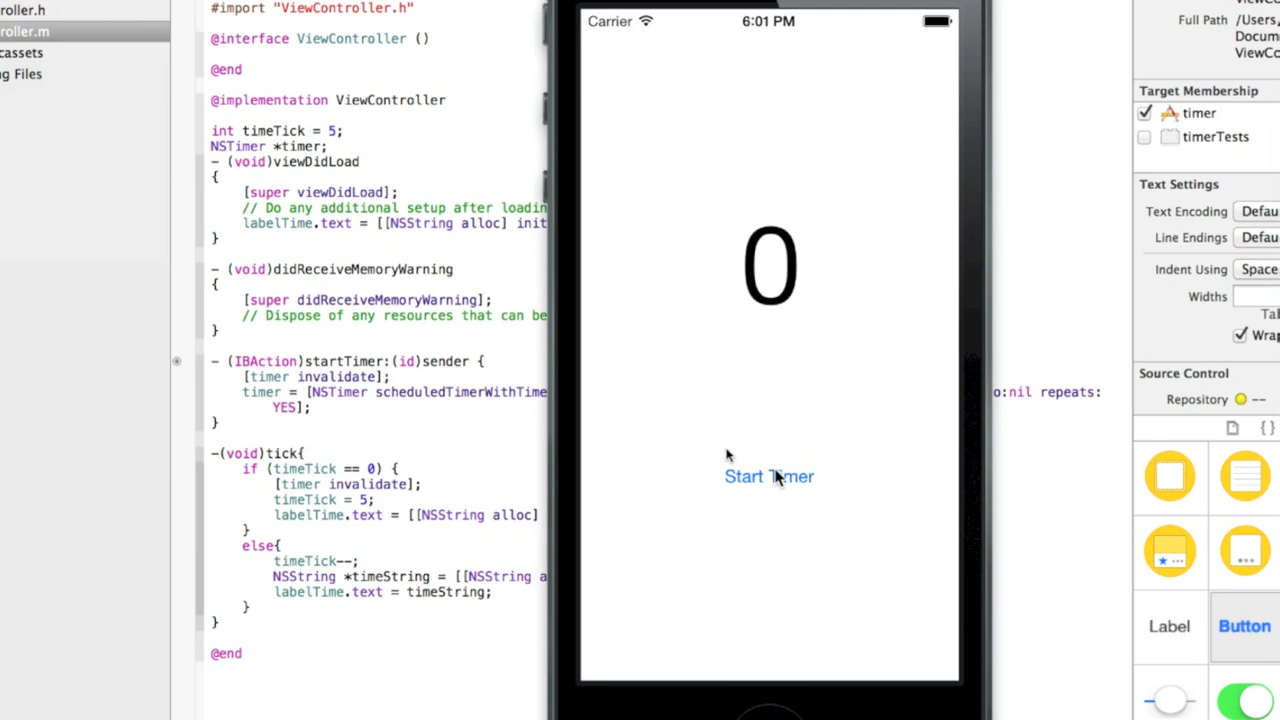 oller.h
oller.m
cassets
ng Files
#import "ViewController.h"
@interface ViewController ()
@end
@implementation ViewController
int timeTick = 5;
NSTimer *timer;
- (void)viewDidLoad
{
[super viewDidLoad];
// Do any additional setup after loadin
labelTime.text = [[NSString alloc] init
}
- (void)didReceiveMemoryWarning
{
[super didReceiveMemoryWarning];
// Dispose of any resources that can be
}
- (IBAction)startTimer:(id)sender {
[timer invalidate];
timer = [NSTimer scheduledTimerWithTime
o:nil repeats:
YES];
}
-(void)tick{
if (timeTick == 0) {
[timer invalidate];
timeTick = 5;
labelTime.text = [[NSString alloc]
}
else{
timeTick--;
NSString *timeString = [[NSString a
labelTime.text = timeString;
}
}
@end
Carrier 6:01 PM
0
Start Timer
ViewCo
Full Path /Users/
Docum
ViewCo
Target Membership
timer
timerTests
Text Settings
Text Encoding Defau
Line Endings Defau
Indent Using Space
Widths
Ta
Wrap
Source Control
Repository --
{ }
Label Button